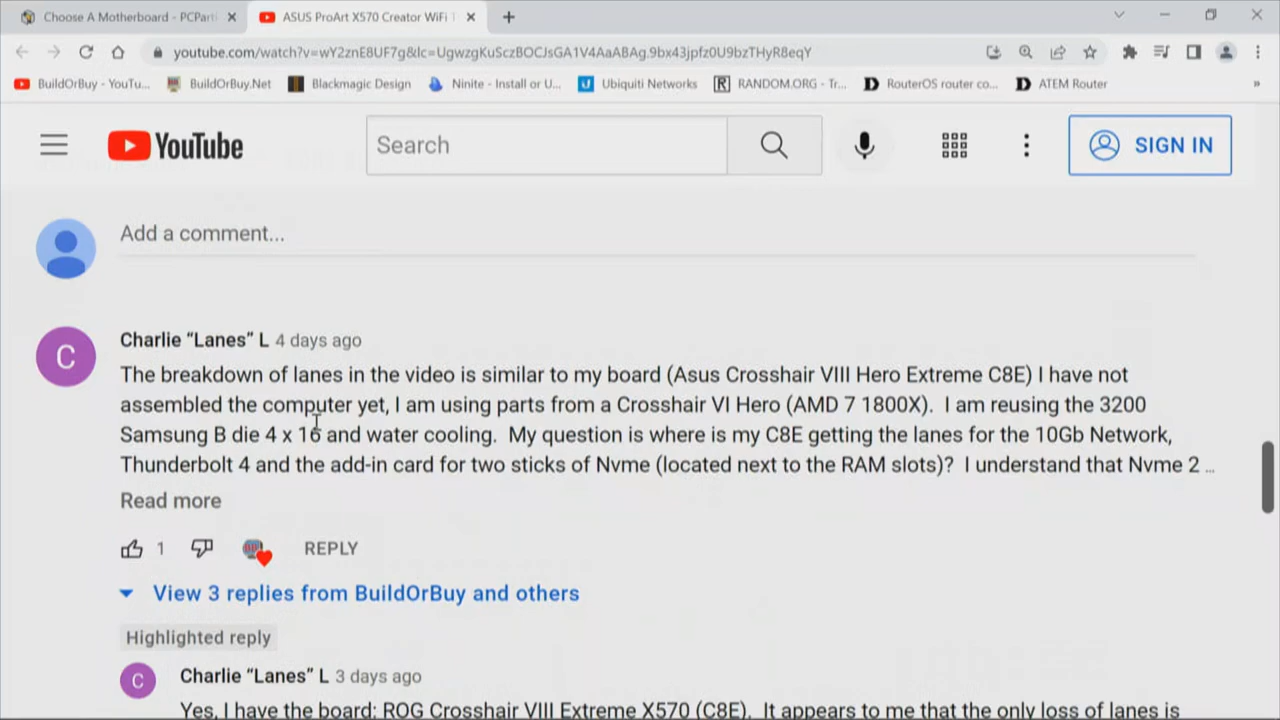 Choose A Motherboard - PCParti
ASUS ProArt X570 Creator WiFi
youtube.com/watch?v=wY2znE8UF7g&lc=UgwzgKuSczBOCJsGA1V4AaABAg.9bx43jpfz0U9bzTHyR8eqY
BuildOrBuy - YouTu...
BuildOrBuy.Net
Blackmagic Design
Ninite - Install or U...
Ubiquiti Networks
RANDOM.ORG - Tr...
RouterOS router co...
ATEM Router
»
YouTube
Search
SIGN IN
Add a comment...
C
Charlie “Lanes” L 4 days ago
The breakdown of lanes in the video is similar to my board (Asus Crosshair VIII Hero Extreme C8E) I have not
assembled the computer yet, I am using parts from a Crosshair VI Hero (AMD 7 1800X). I am reusing the 3200
Samsung B die 4 x 16 and water cooling. My question is where is my C8E getting the lanes for the 10Gb Network,
Thunderbolt 4 and the add-in card for two sticks of Nvme (located next to the RAM slots)? I understand that Nvme 2 ...
Read more
1
REPLY
View 3 replies from BuildOrBuy and others
Highlighted reply
C
Charlie “Lanes” L 3 days ago
Yes, I have the board: ROG Crosshair VIII Extreme X570 (C8E). It appears to me that the only loss of lanes is